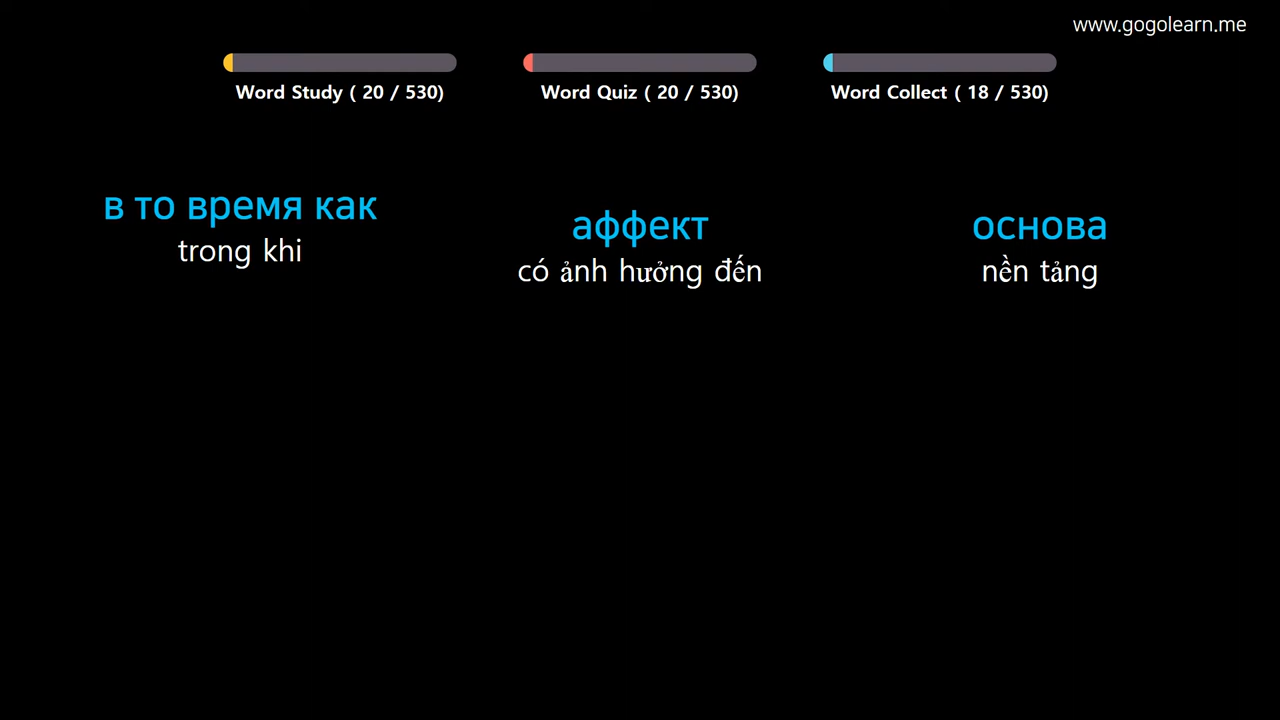 www.gogolearn.me
Word Study ( 20 / 530)
Word Quiz ( 20 / 530)
Word Collect ( 18 / 530)
в то время как
trong khi
аффект
có ảnh hưởng đến
основа
nền tảng